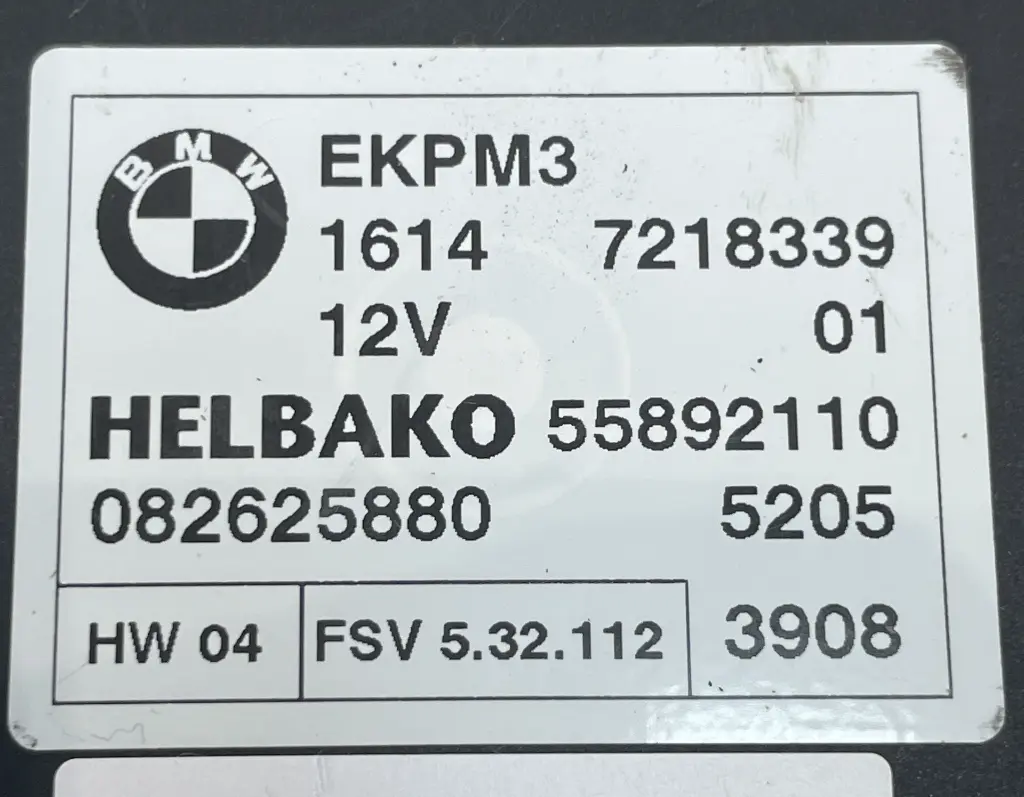 BMW
EKPM3
1614 7218339
12V 01
HELBAKO 55892110
082625880 5205
HW 04 FSV 5.32.112 3908